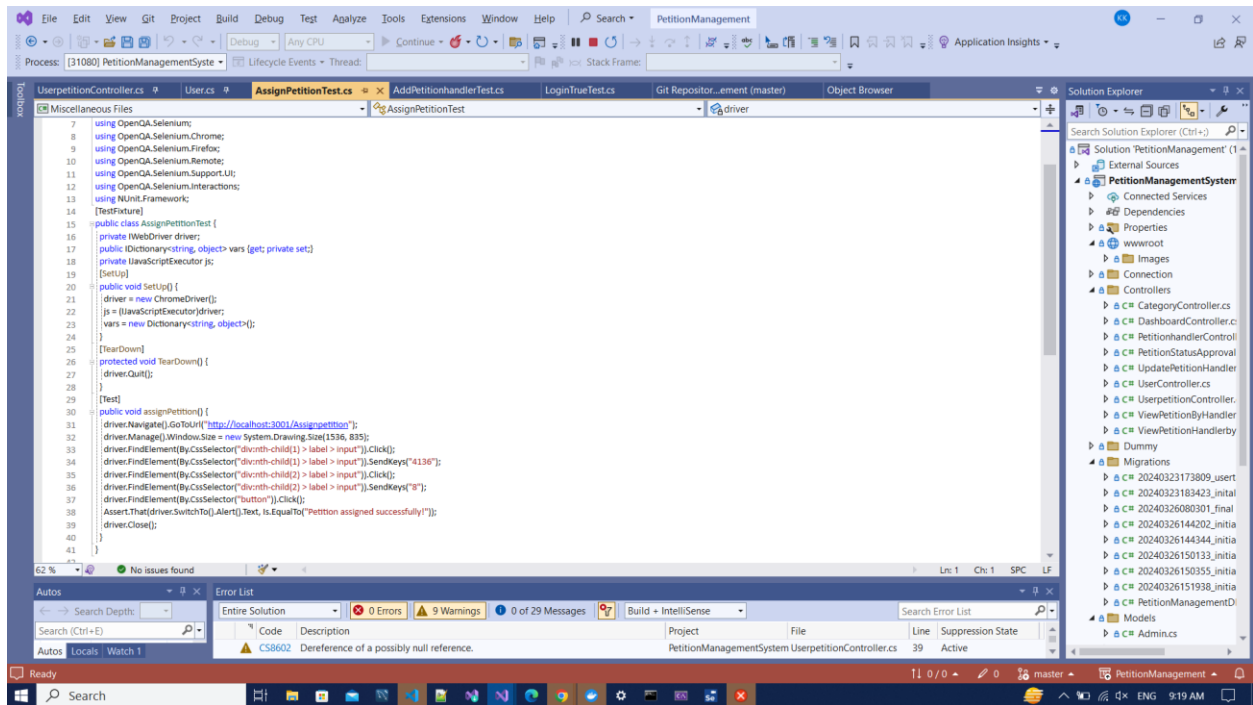 File Edit View Git Project Build Debug Test Analyze Tools Extensions Window Help Search PetitionManagement KK
Debug Any CPU Continue Application Insights
Process: [31080] PetitionManagementSyste Lifecycle Events Thread: Stack Frame:
Toolbox
UserpetitionController.cs User.cs AssignPetitionTest.cs AddPetitionhandlerTest.cs LoginTrueTest.cs Git Repositor...ement (master) Object Browser
Miscellaneous Files AssignPetitionTest driver
7 using OpenQA.Selenium;
8 using OpenQA.Selenium.Chrome;
9 using OpenQA.Selenium.Firefox;
10 using OpenQA.Selenium.Remote;
11 using OpenQA.Selenium.Support.UI;
12 using OpenQA.Selenium.Interactions;
13 using NUnit.Framework;
14 [TestFixture]
15 public class AssignPetitionTest {
16 private IWebDriver driver;
17 public IDictionary<string, object> vars {get; private set;}
18 private IJavaScriptExecutor js;
19 [SetUp]
20 public void SetUp() {
21 driver = new ChromeDriver();
22 js = (IJavaScriptExecutor)driver;
23 vars = new Dictionary<string, object>();
24 }
25 [TearDown]
26 protected void TearDown() {
27 driver.Quit();
28 }
29 [Test]
30 public void assignPetition() {
31 driver.Navigate().GoToUrl("http://localhost:3001/Assignpetition");
32 driver.Manage().Window.Size = new System.Drawing.Size(1536, 835);
33 driver.FindElement(By.CssSelector("div:nth-child(1) > label > input")).Click();
34 driver.FindElement(By.CssSelector("div:nth-child(1) > label > input")).SendKeys("4136");
35 driver.FindElement(By.CssSelector("div:nth-child(2) > label > input")).Click();
36 driver.FindElement(By.CssSelector("div:nth-child(2) > label > input")).SendKeys("8");
37 driver.FindElement(By.CssSelector("button")).Click();
38 Assert.That(driver.SwitchTo().Alert().Text, Is.EqualTo("Petition assigned successfully!"));
39 driver.Close();
40 }
41 }
62 % No issues found Ln: 1 Ch: 1 SPC LF
Solution Explorer
Search Solution Explorer (Ctrl+;)
Solution 'PetitionManagement' (1
External Sources
PetitionManagementSystem
Connected Services
Dependencies
Properties
wwwroot
Images
Connection
Controllers
C# CategoryController.cs
C# DashboardController.c
C# PetitionhandlerControll
C# PetitionStatusApproval
C# UpdatePetitionHandler
C# UserController.cs
C# UserpetitionController.
C# ViewPetitionByHandler
C# ViewPetitionHandlerby
Dummy
Migrations
C# 20240323173809_usert
C# 20240323183423_inital
C# 20240326080301_final
C# 20240326144202_initia
C# 20240326144344_initia
C# 20240326150133_initia
C# 20240326150355_initia
C# 20240326151938_initia
C# PetitionManagementD
Models
C# Admin.cs
Autos
Search Depth:
Search (Ctrl+E)
Autos Locals Watch 1
Error List
Entire Solution 0 Errors 9 Warnings 0 of 29 Messages Build + IntelliSense Search Error List
Code Description Project File Line Suppression State
CS8602 Dereference of a possibly null reference. PetitionManagementSystem UserpetitionController.cs 39 Active
Ready 0 / 0 0 master PetitionManagement
Search ENG 9:19 AM